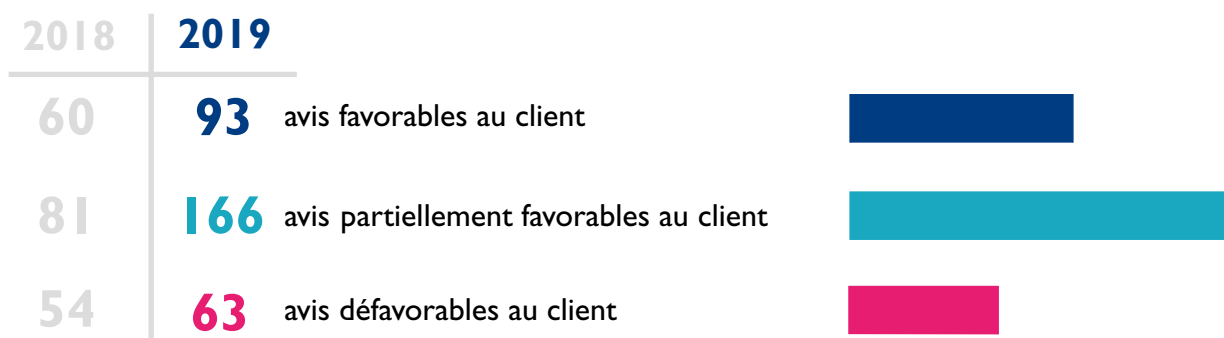 2018 2019
60 93 avis favorables au client
81 166 avis partiellement favorables au client
54 63 avis défavorables au client